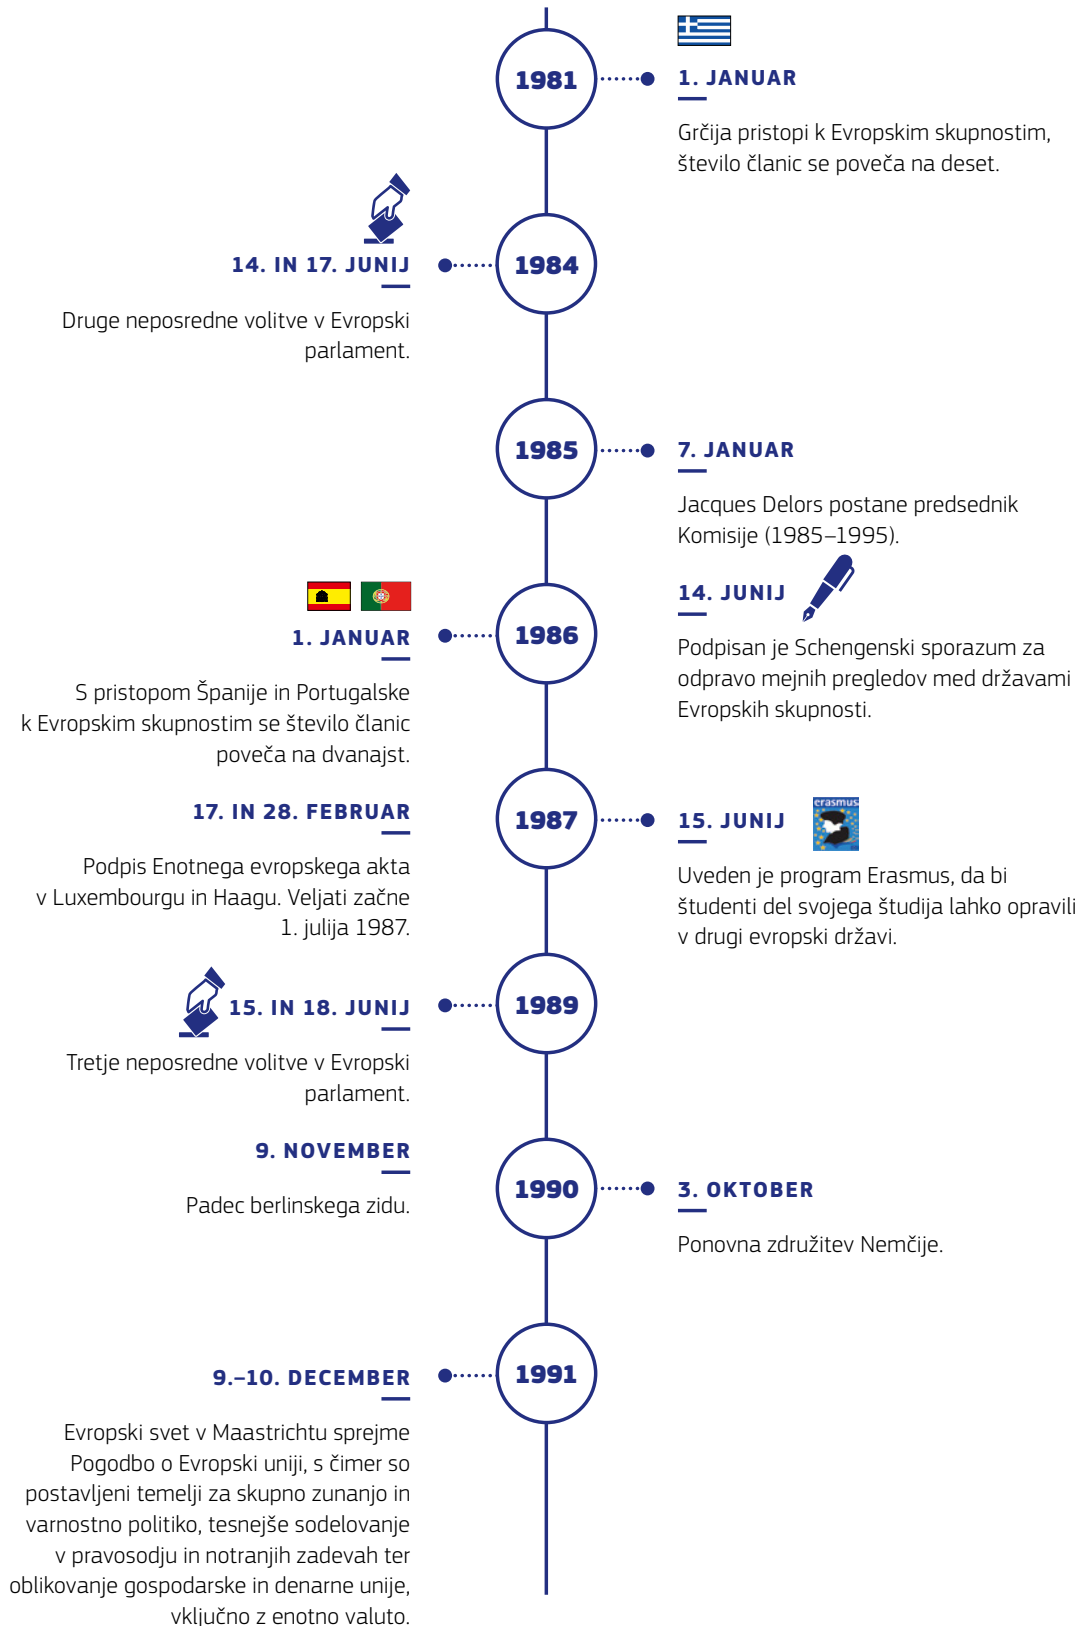 1981
1. JANUAR
Grčija pristopi k Evropskim skupnostim,
število članic se poveča na deset.
1984
14. IN 17. JUNIJ
Druge neposredne volitve v Evropski
parlament.
1985
7. JANUAR
Jacques Delors postane predsednik
Komisije (1985–1995).
14. JUNIJ
Podpisan je Schengenski sporazum za
odpravo mejnih pregledov med državami
Evropskih skupnosti.
1986
1. JANUAR
S pristopom Španije in Portugalske
k Evropskim skupnostim se število članic
poveča na dvanajst.
17. IN 28. FEBRUAR
Podpis Enotnega evropskega akta
v Luxembourgu in Haagu. Veljati začne
1. julija 1987.
1987
15. JUNIJ
erasmus
Uveden je program Erasmus, da bi
študenti del svojega študija lahko opravili
v drugi evropski državi.
1989
15. IN 18. JUNIJ
Tretje neposredne volitve v Evropski
parlament.
9. NOVEMBER
Padec berlinskega zidu.
1990
3. OKTOBER
Ponovna združitev Nemčije.
1991
9.–10. DECEMBER
Evropski svet v Maastrichtu sprejme
Pogodbo o Evropski uniji, s čimer so
postavljeni temelji za skupno zunanjo in
varnostno politiko, tesnejše sodelovanje
v pravosodju in notranjih zadevah ter
oblikovanje gospodarske in denarne unije,
vključno z enotno valuto.